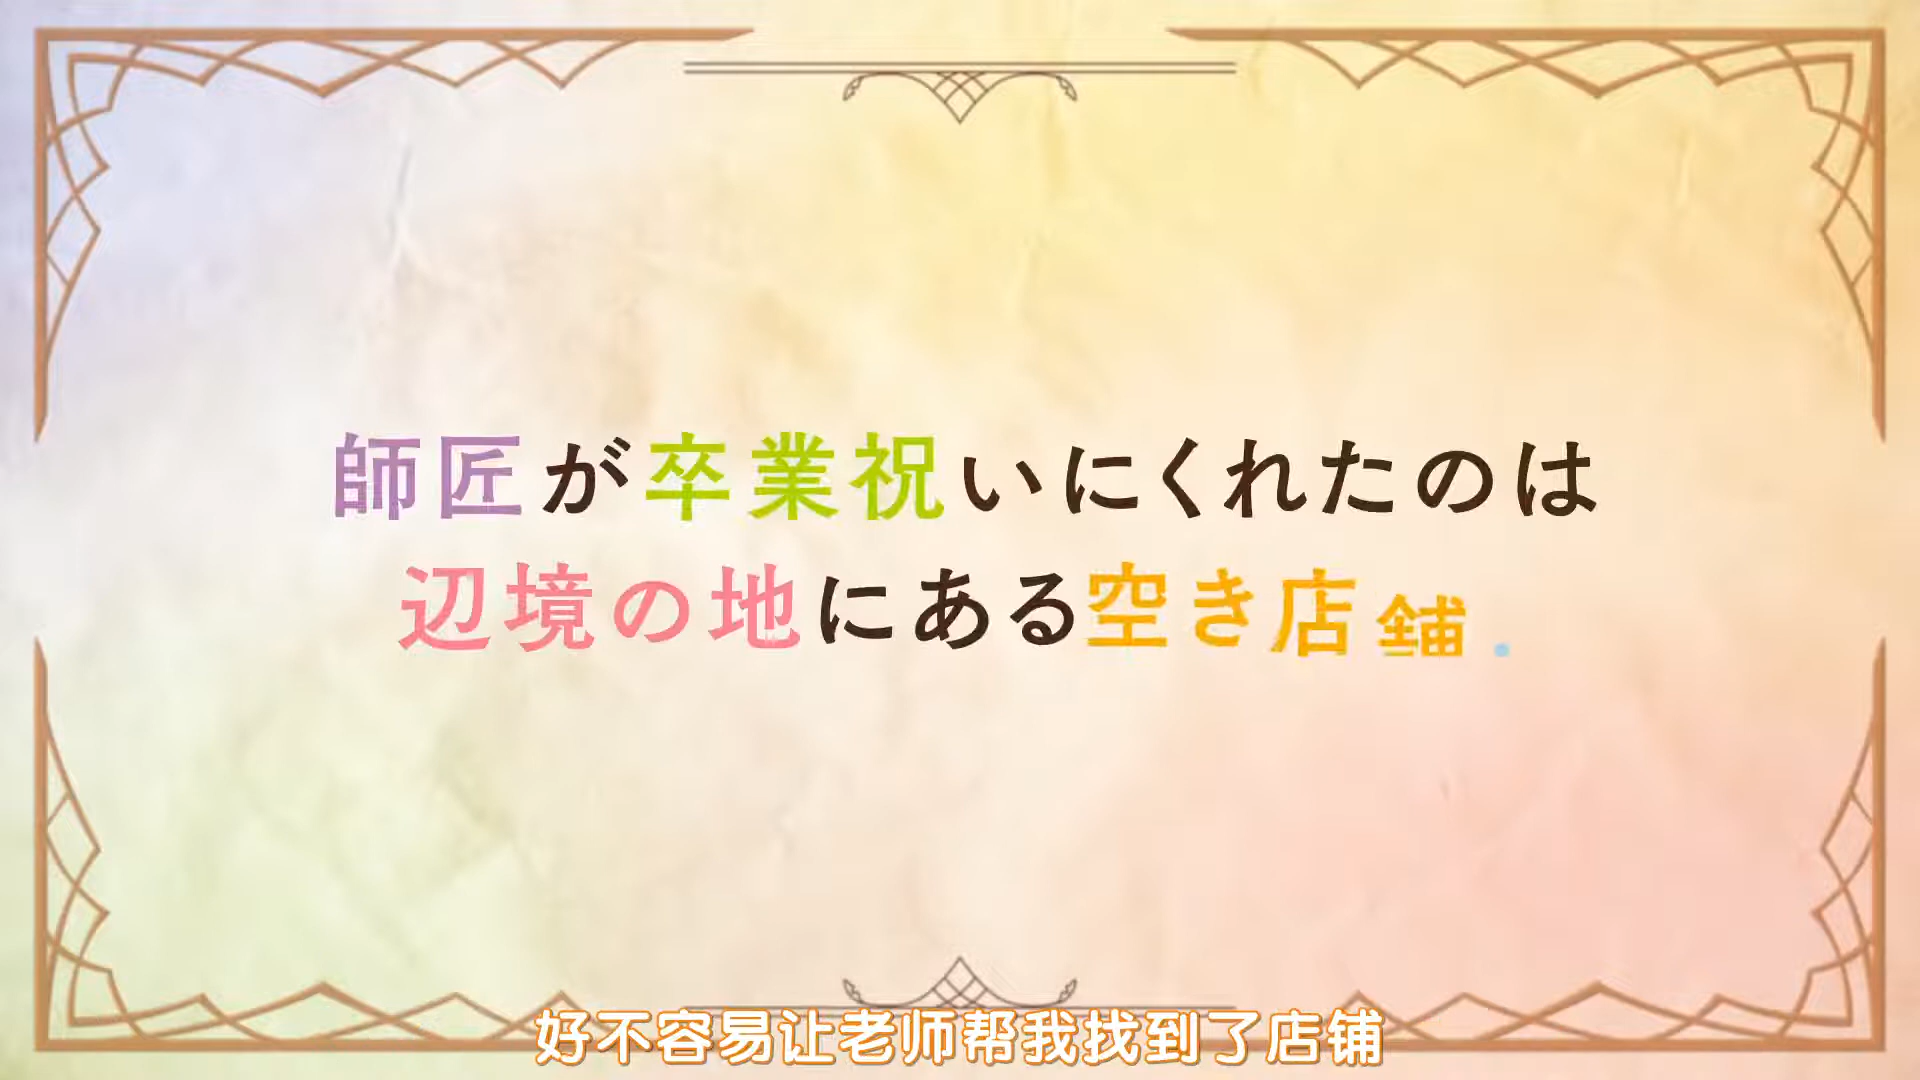 師匠が卒業祝いにくれたのは
辺境の地にある空き店舗
好不容易让老师帮我找到了店铺